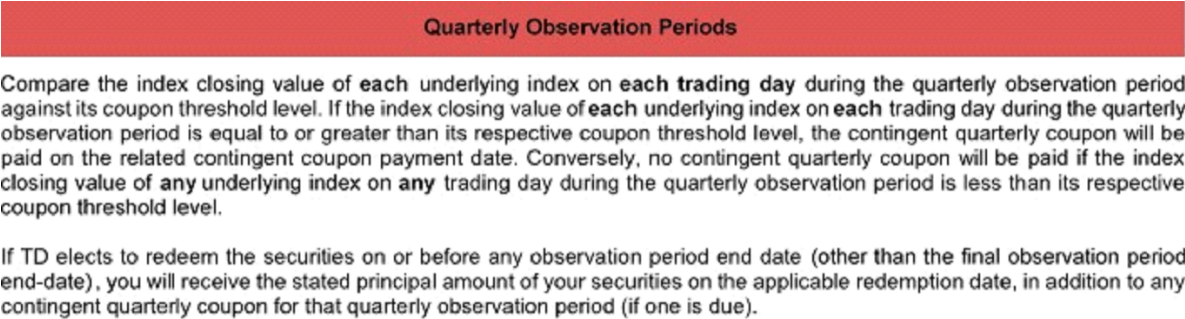 Quarterly Observation Periods
Compare the index closing value of each underlying index on each trading day during the quarterly observation period
against its coupon threshold level. If the index closing value of each underlying index on each trading day during the quarterly
observation period is equal to or greater than its respective coupon threshold level, the contingent quarterly coupon will be
paid on the related contingent coupon payment date. Conversely, no contingent quarterly coupon will be paid if the index
closing value of any underlying index on any trading day during the quarterly observation period is less than its respective
coupon threshold level.
If TD elects to redeem the securities on or before any observation period end date (other than the final observation period
end-date), you will receive the stated principal amount of your securities on the applicable redemption date, in addition to any
contingent quarterly coupon for that quarterly observation period (if one is due).